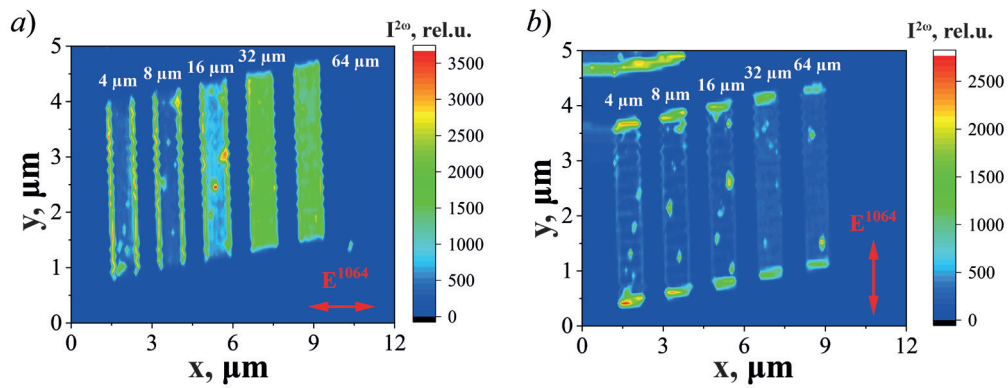 a)
I²ω, rel.u.
5
4
3
2
1
0
y, µm
4 µm
8 µm
16 µm
32 µm
64 µm
E¹⁰⁶⁴
0
3
6
9
12
x, µm
3500
3000
2500
2000
1500
1000
500
0
b)
I²ω, rel.u.
5
4
3
2
1
0
y, µm
4 µm
8 µm
16 µm
32 µm
64 µm
E¹⁰⁶⁴
0
3
6
9
12
x, µm
2500
2000
1500
1000
500
0